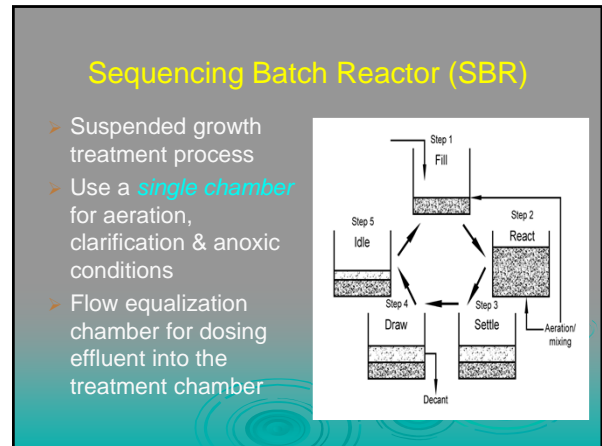 Sequencing Batch Reactor (SBR)
Suspended growth
treatment process
Use a single chamber
for aeration,
clarification & anoxic
conditions
Flow equalization
chamber for dosing
effluent into the
treatment chamber
Step 1
Fill
Step 2
React
Step 3
Settle
Step 4
Draw
Step 5
Idle
Aeration/
mixing
Decant